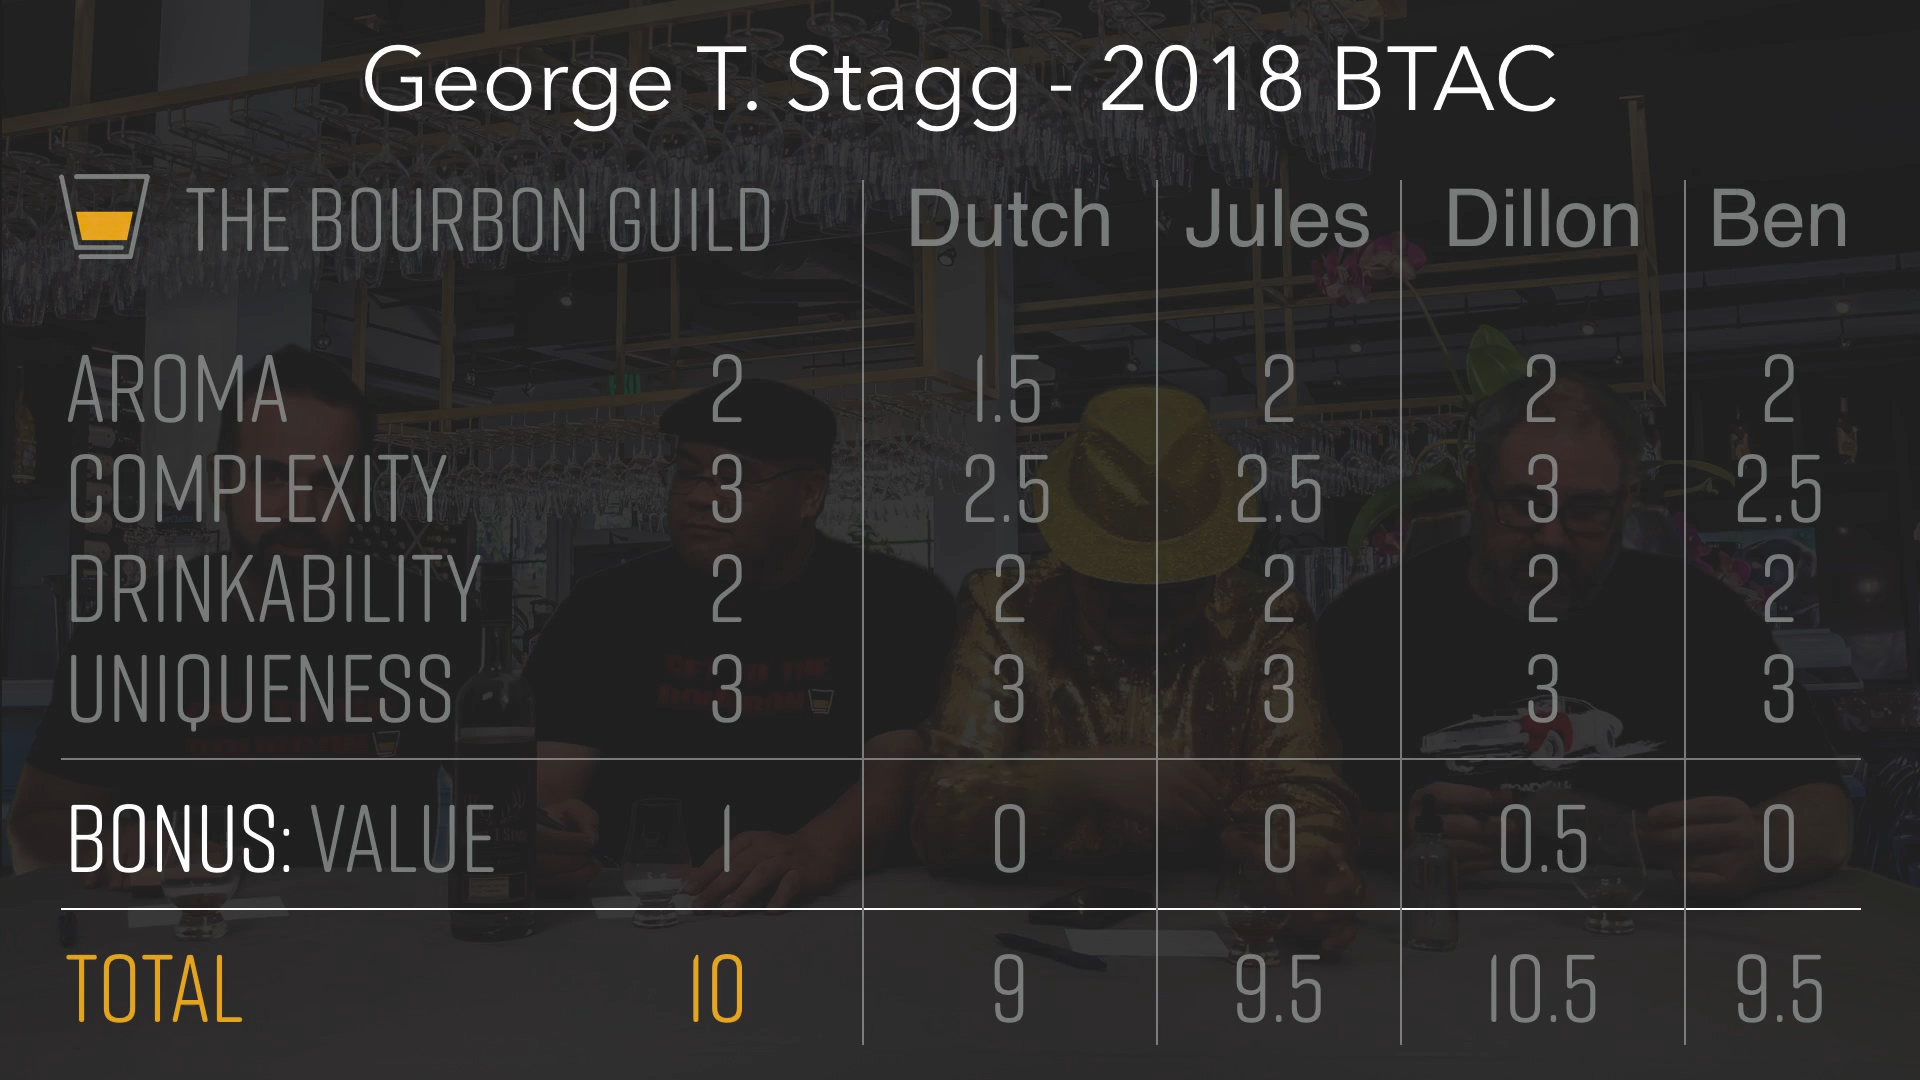 George T. Stagg - 2018 BTAC
THE BOURBON GUILD Dutch Jules Dillon Ben
AROMA 2 1.5 2 2 2
COMPLEXITY 3 2.5 2.5 3 2.5
DRINKABILITY 2 2 2 2 2
UNIQUENESS 3 3 3 3 3
BONUS: VALUE 1 0 0 0.5 0
TOTAL 10 9 9.5 10.5 9.5